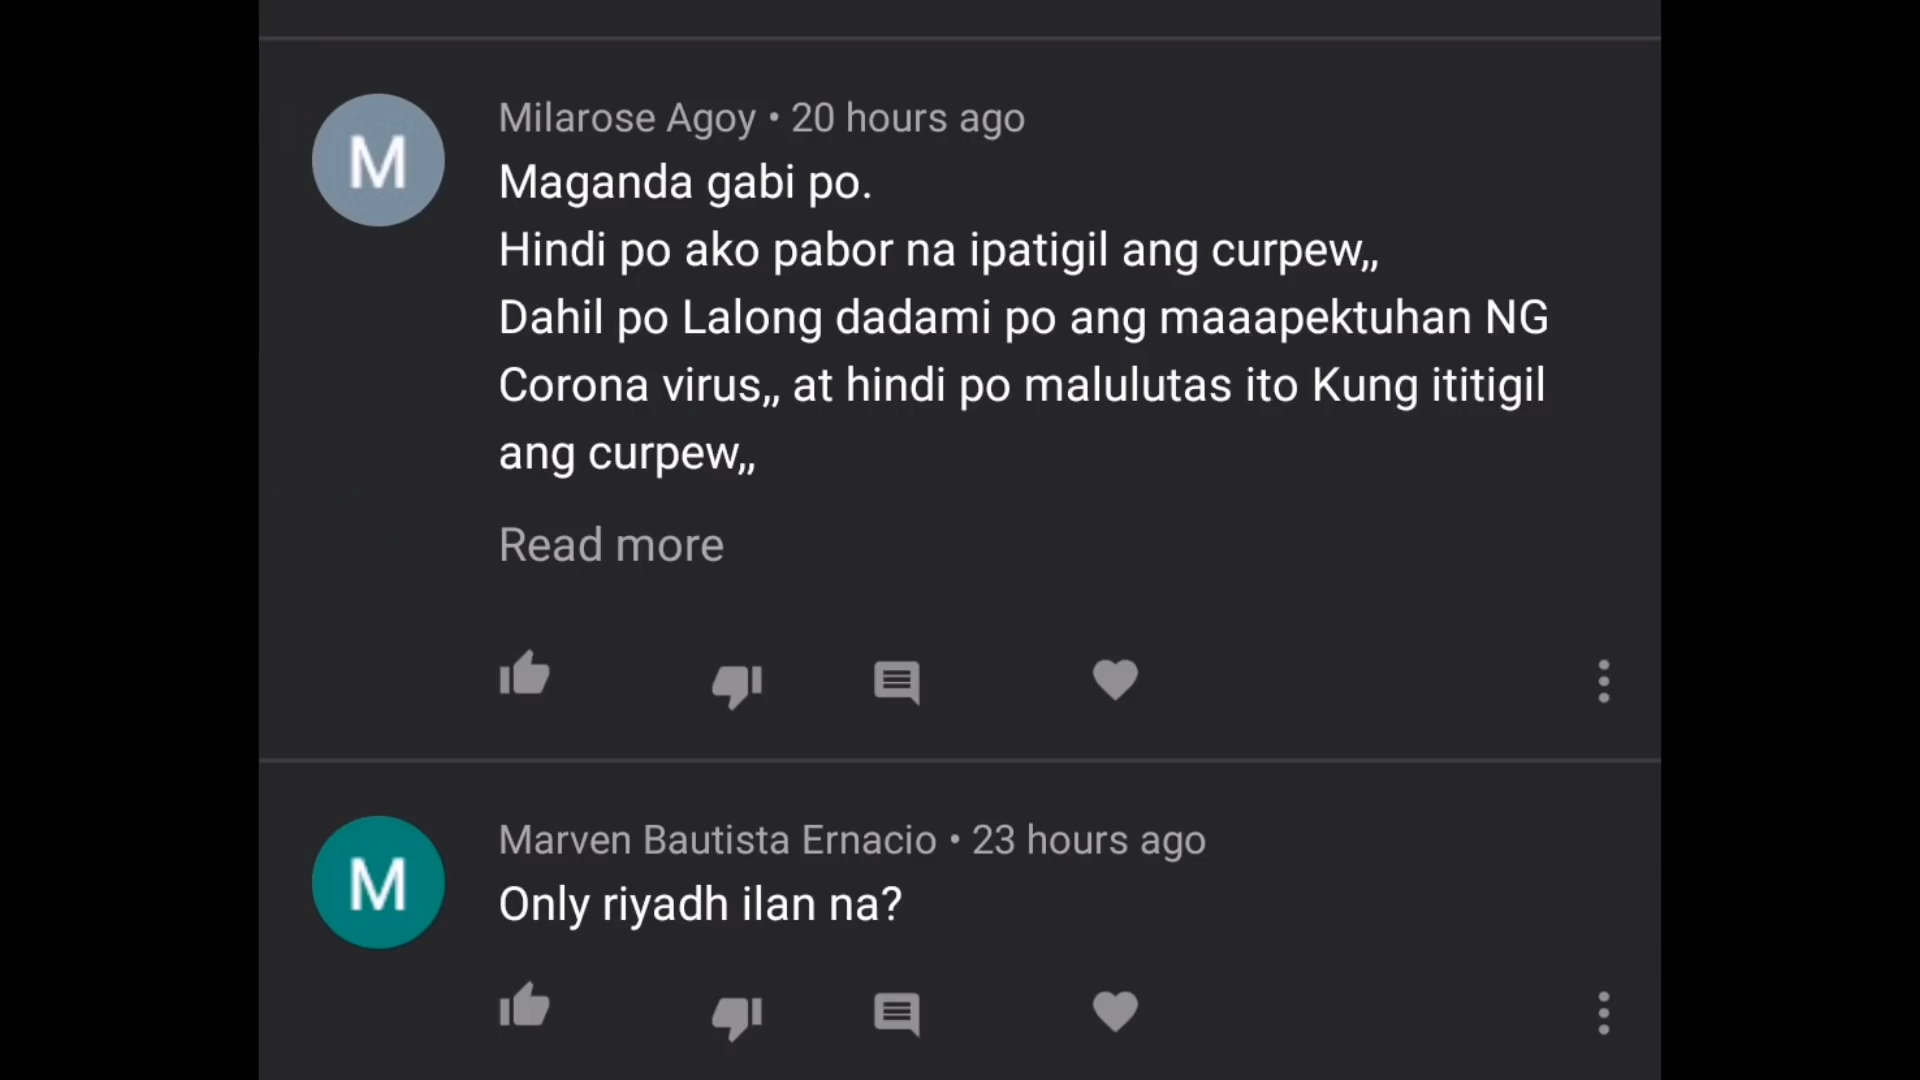 M
Milarose Agoy • 20 hours ago
Maganda gabi po.
Hindi po ako pabor na ipatigil ang curpew,,
Dahil po Lalong dadami po ang maaapektuhan NG
Corona virus,, at hindi po malulutas ito Kung ititigil
ang curpew,,
Read more
M
Marven Bautista Ernacio • 23 hours ago
Only riyadh ilan na?